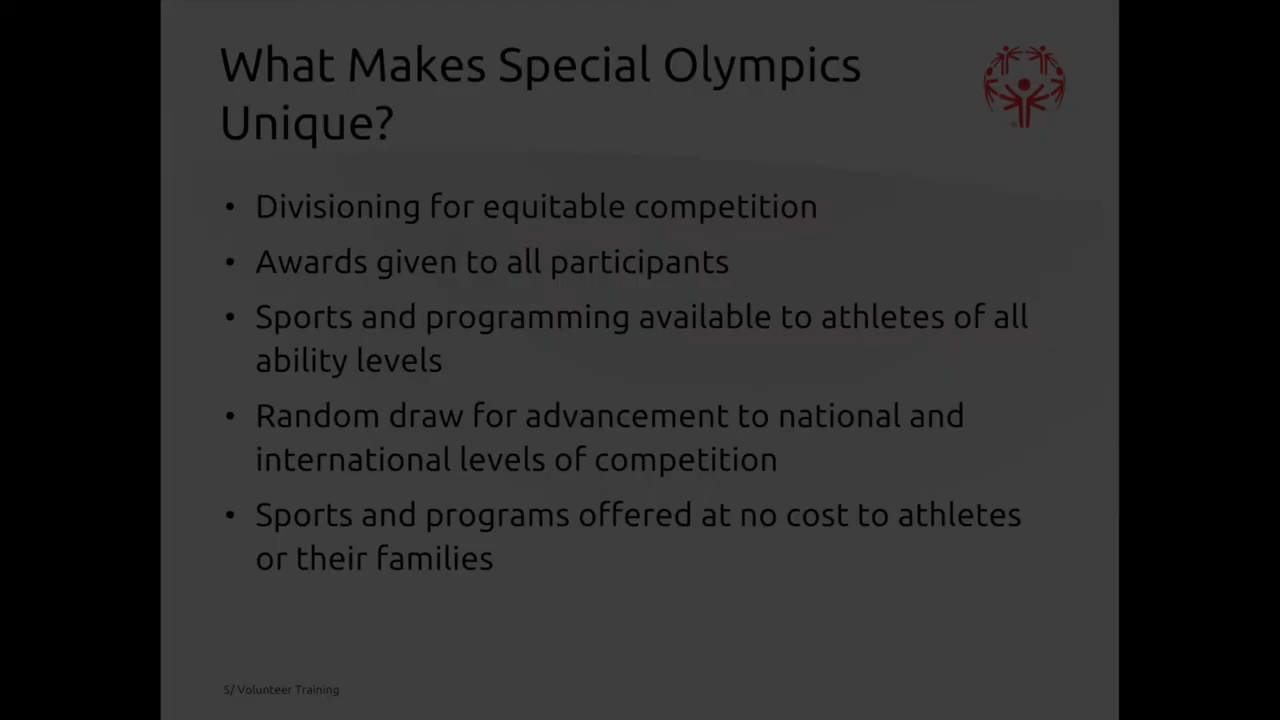 What Makes Special Olympics
Unique?
• Divisioning for equitable competition
• Awards given to all participants
• Sports and programming available to athletes of all
ability levels
• Random draw for advancement to national and
international levels of competition
• Sports and programs offered at no cost to athletes
or their families
5/ Volunteer Training